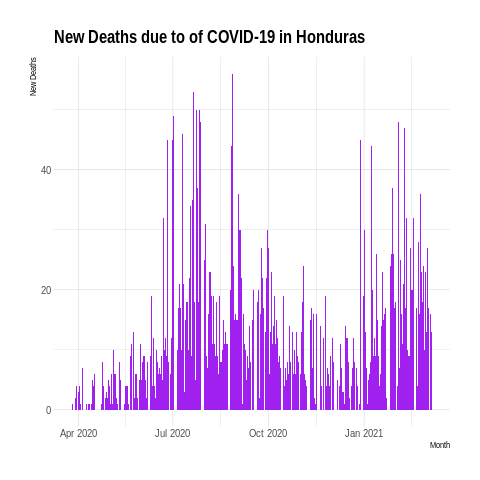 New Deaths due to of COVID-19 in Honduras
New Deaths
40
20
0
Apr 2020 Jul 2020 Oct 2020 Jan 2021
Month